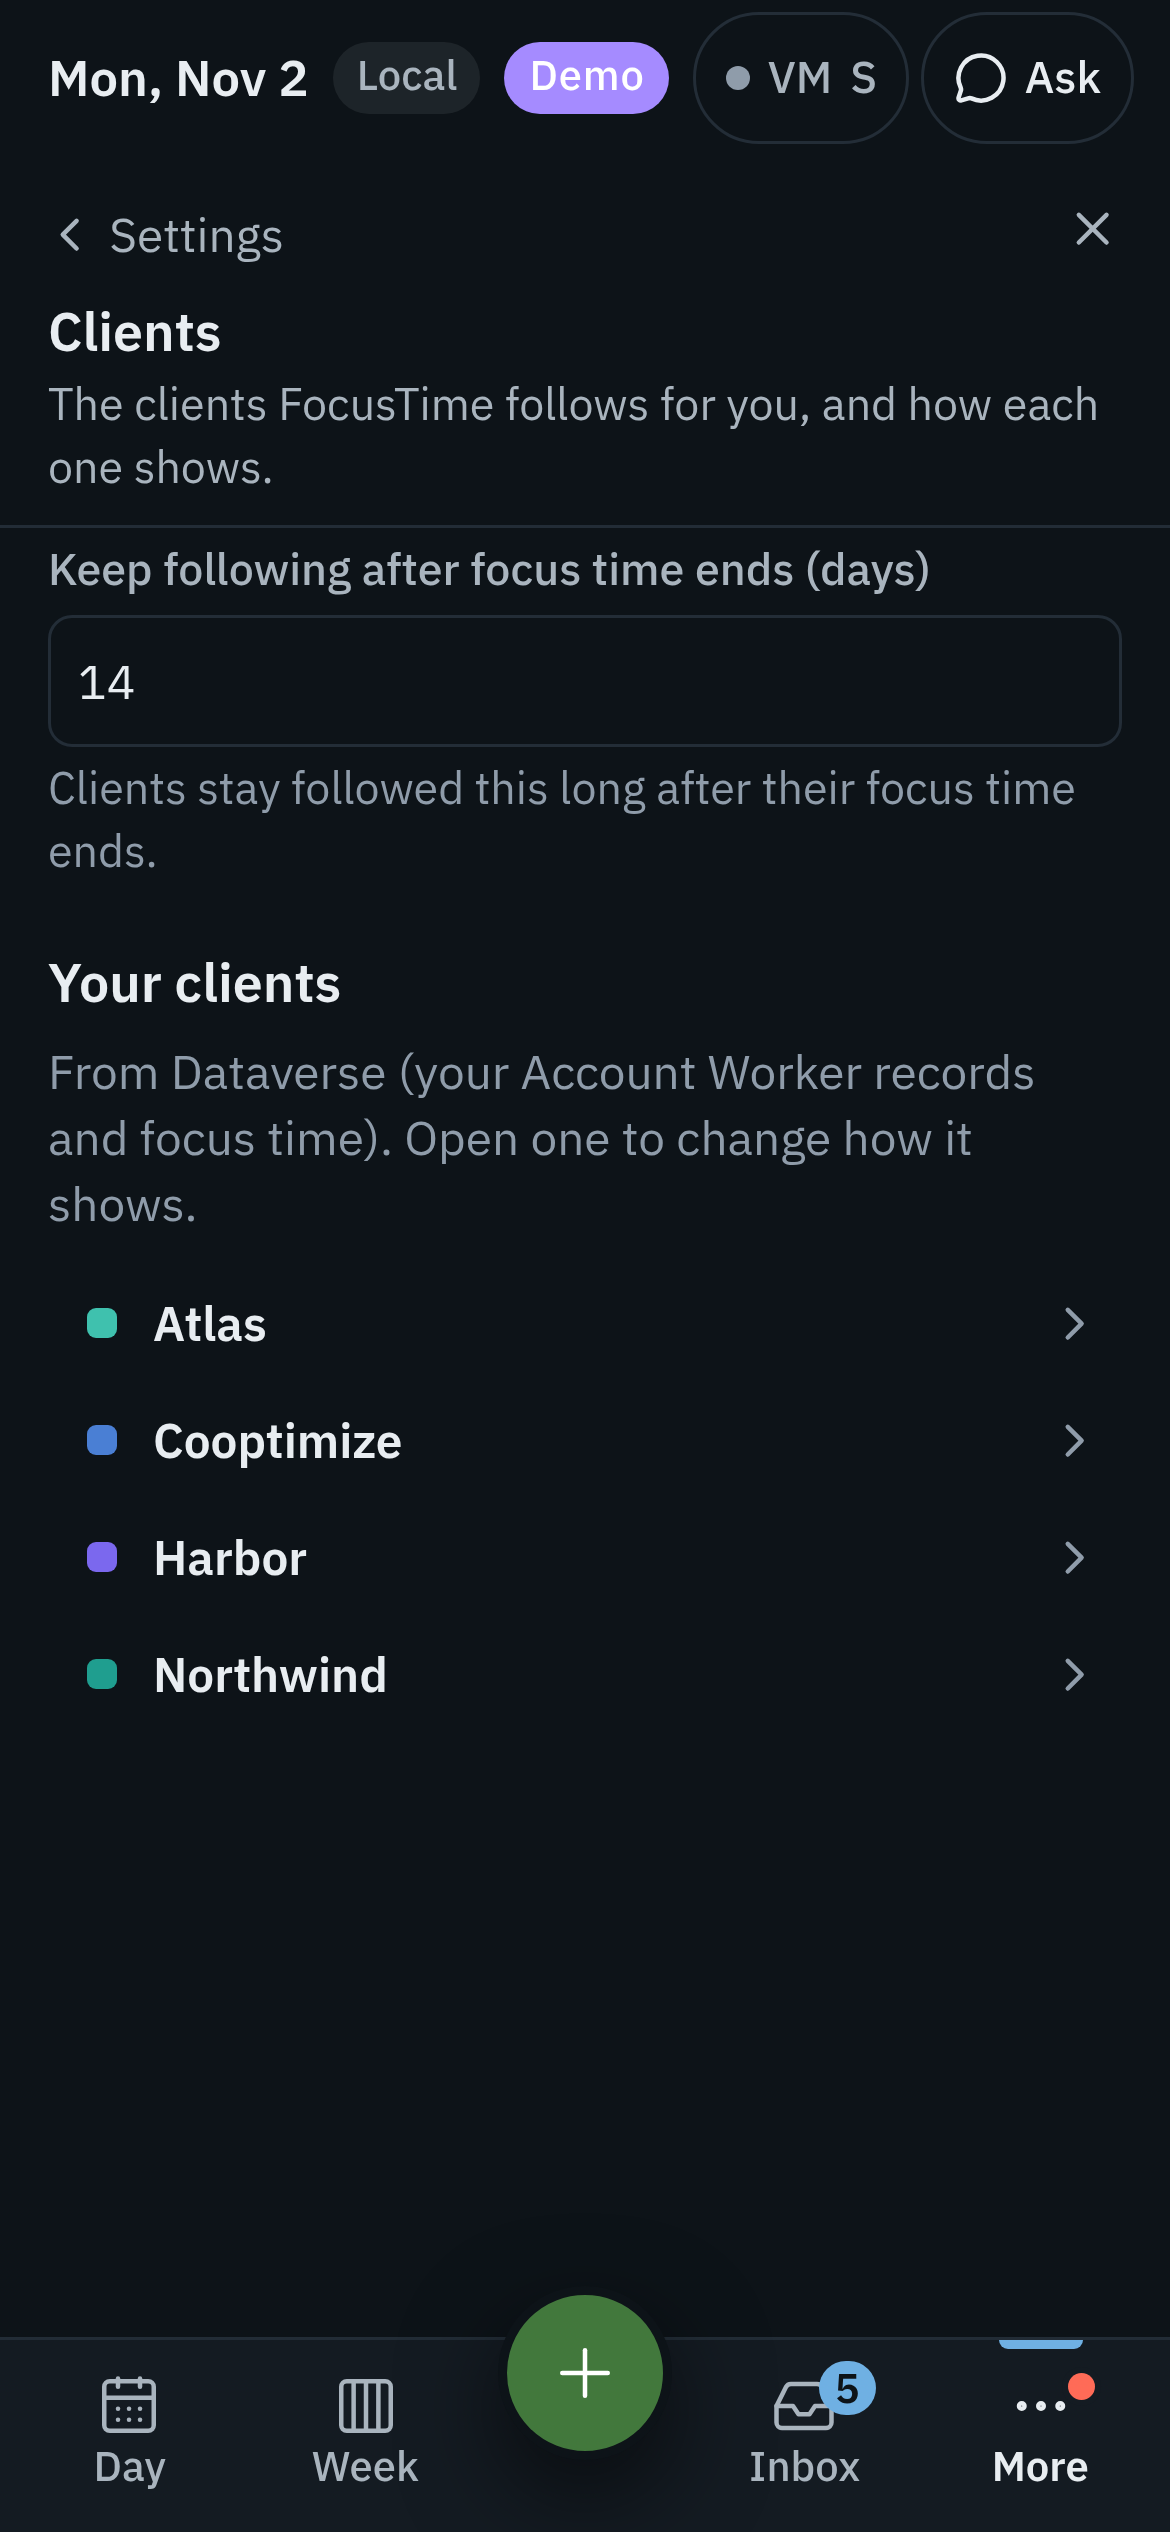 Mon, Nov 2 Local Demo VM S Ask
Settings
Clients
The clients FocusTime follows for you, and how each
one shows.
Keep following after focus time ends (days)
14
Clients stay followed this long after their focus time
ends.
Your clients
From Dataverse (your Account Worker records
and focus time). Open one to change how it
shows.
Atlas
Cooptimize
Harbor
Northwind
5
Day Week Inbox More